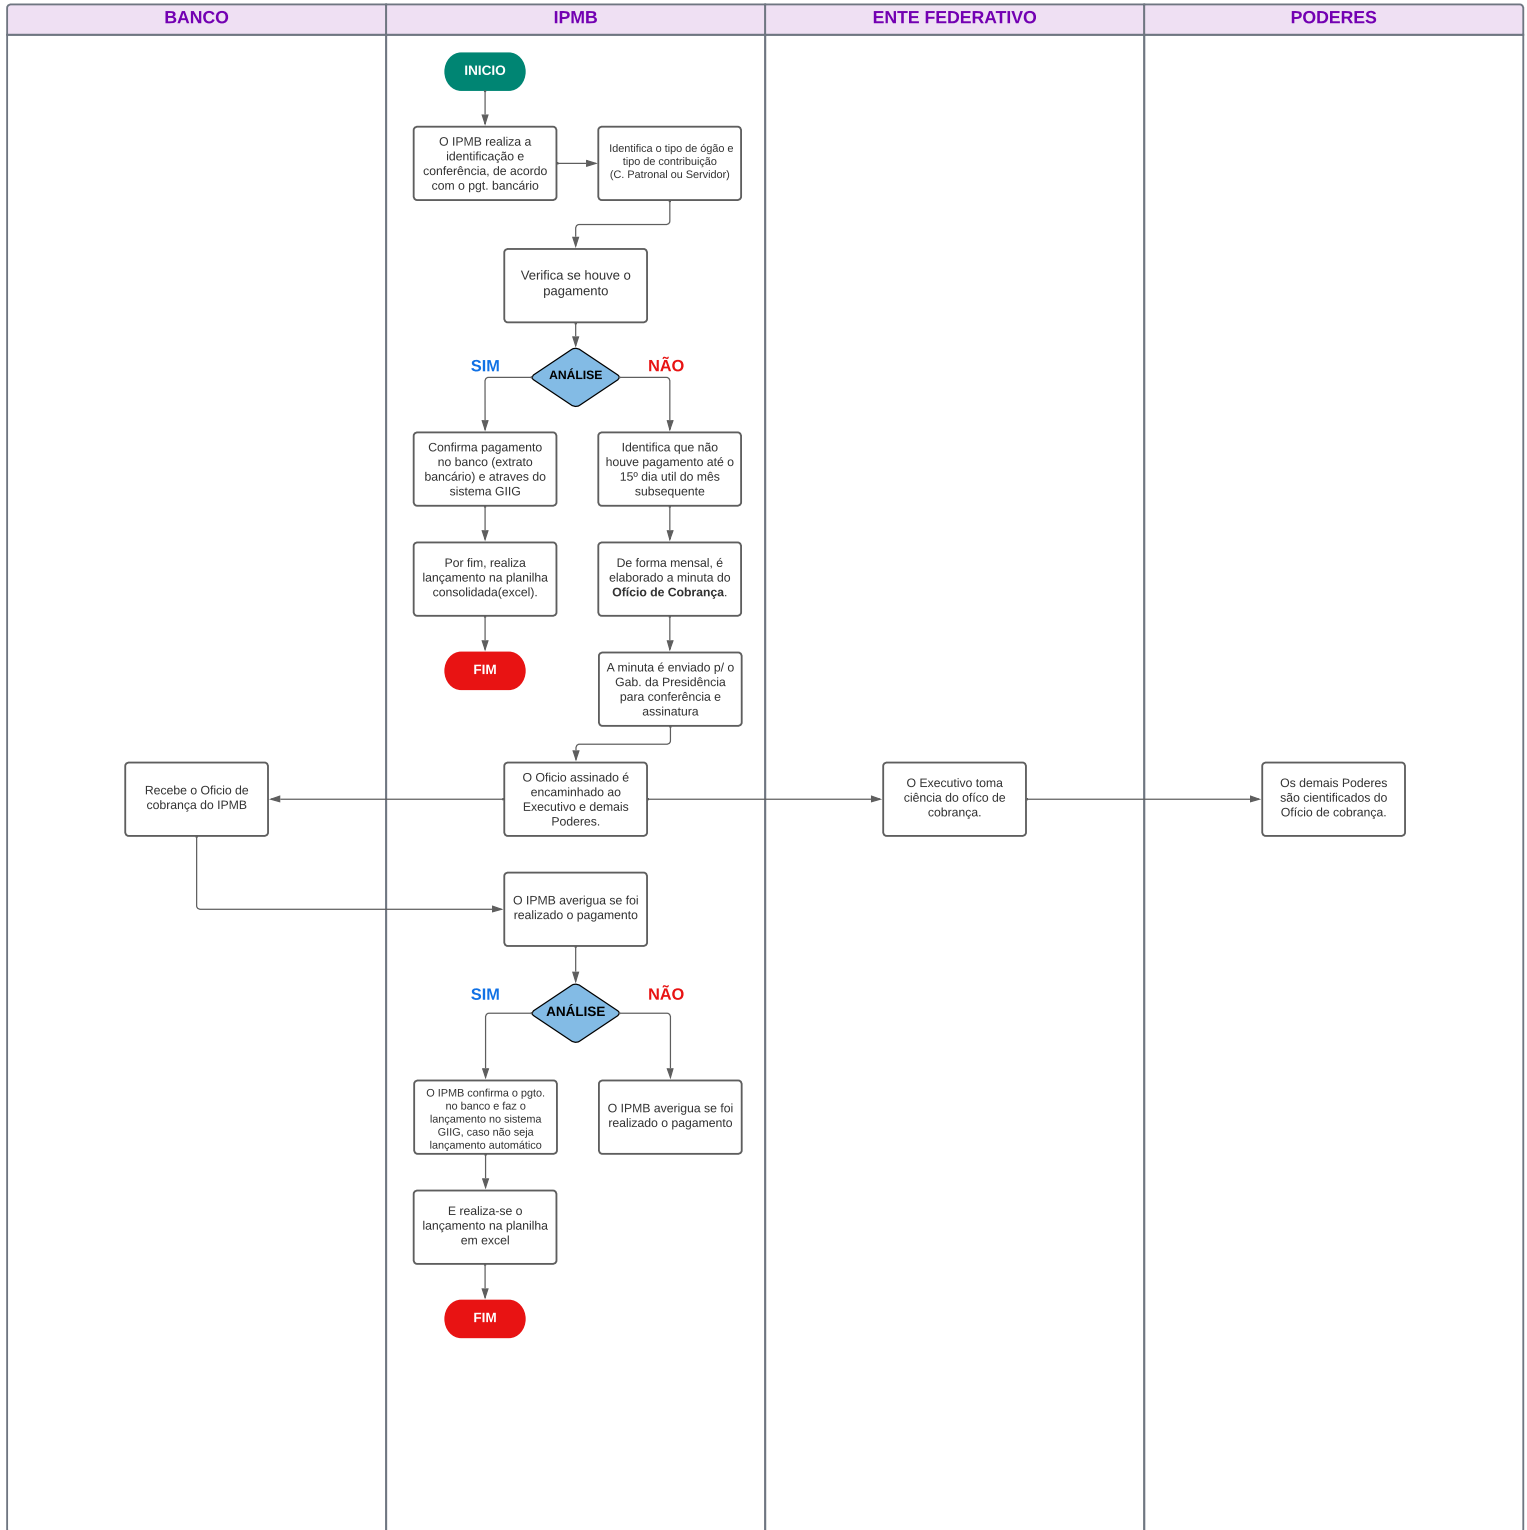 BANCO
IPMB
ENTE FEDERATIVO
PODERES
INICIO
O IPMB realiza a
identificação e
conferência, de acordo
com o pgt. bancário
Identifica o tipo de ógão e
tipo de contribuição
(C. Patronal ou Servidor)
Verifica se houve o
pagamento
ANÁLISE
SIM
NÃO
Confirma pagamento
no banco (extrato
bancário) e atraves do
sistema GIIG
Identifica que não
houve pagamento até o
15º dia util do mês
subsequente
Por fim, realiza
lançamento na planilha
consolidada(excel).
De forma mensal, é
elaborado a minuta do
Ofício de Cobrança.
FIM
A minuta é enviado p/ o
Gab. da Presidência
para conferência e
assinatura
Recebe o Oficio de
cobrança do IPMB
O Oficio assinado é
encaminhado ao
Executivo e demais
Poderes.
O Executivo toma
ciência do ofíco de
cobrança.
Os demais Poderes
são cientificados do
Ofício de cobrança.
O IPMB averigua se foi
realizado o pagamento
SIM
NÃO
ANÁLISE
O IPMB confirma o pgto.
no banco e faz o
lançamento no sistema
GIIG, caso não seja
lançamento automático
O IPMB averigua se foi
realizado o pagamento
E realiza-se o
lançamento na planilha
em excel
FIM